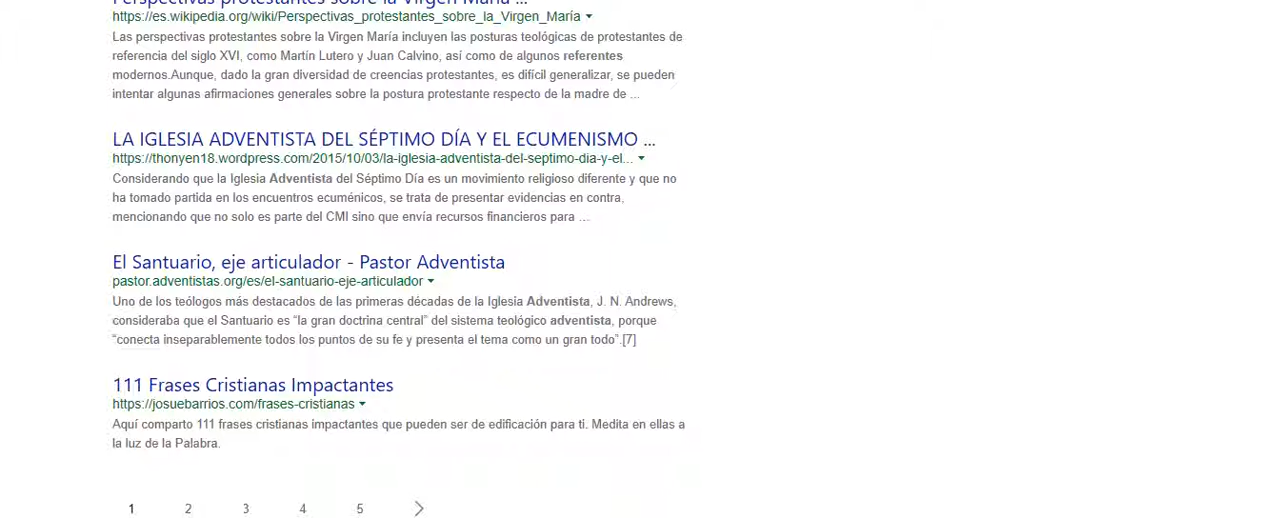 Perspectivas protestantes sobre la Virgen María ...
https://es.wikipedia.org/wiki/Perspectivas_protestantes_sobre_la_Virgen_María
Las perspectivas protestantes sobre la Virgen María incluyen las posturas teológicas de protestantes de
referencia del siglo XVI, como Martín Lutero y Juan Calvino, así como de algunos referentes
modernos.Aunque, dado la gran diversidad de creencias protestantes, es difícil generalizar, se pueden
intentar algunas afirmaciones generales sobre la postura protestante respecto de la madre de ...
LA IGLESIA ADVENTISTA DEL SÉPTIMO DÍA Y EL ECUMENISMO ...
https://thonyen18.wordpress.com/2015/10/03/la-iglesia-adventista-del-septimo-dia-y-el...
Considerando que la Iglesia Adventista del Séptimo Día es un movimiento religioso diferente y que no
ha tomado partida en los encuentros ecuménicos, se trata de presentar evidencias en contra,
mencionando que no solo es parte del CMI sino que envía recursos financieros para ...
El Santuario, eje articulador - Pastor Adventista
pastor.adventistas.org/es/el-santuario-eje-articulador
Uno de los teólogos más destacados de las primeras décadas de la Iglesia Adventista, J. N. Andrews,
consideraba que el Santuario es “la gran doctrina central” del sistema teológico adventista, porque
“conecta inseparablemente todos los puntos de su fe y presenta el tema como un gran todo”.[7]
111 Frases Cristianas Impactantes
https://josuebarrios.com/frases-cristianas
Aquí comparto 111 frases cristianas impactantes que pueden ser de edificación para ti. Medita en ellas a
la luz de la Palabra.
1 2 3 4 5